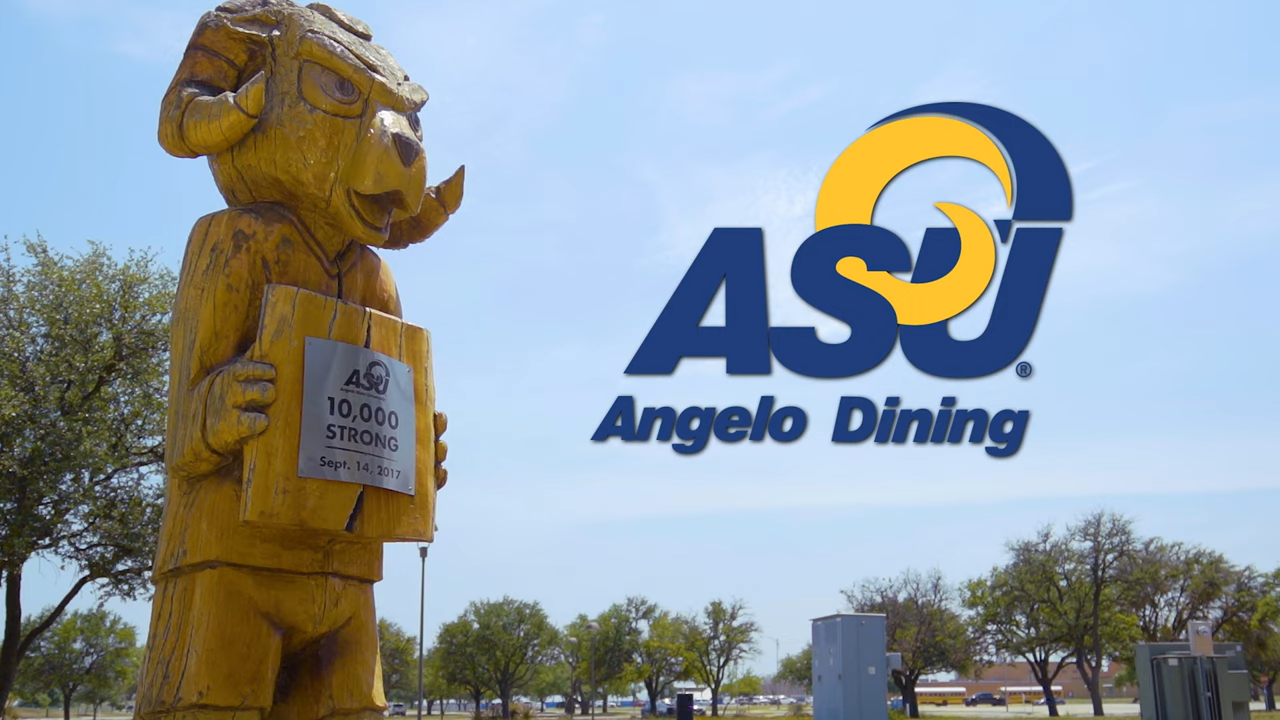 ASU
10,000
STRONG
Sept. 14, 2017
ASU®
Angelo Dining